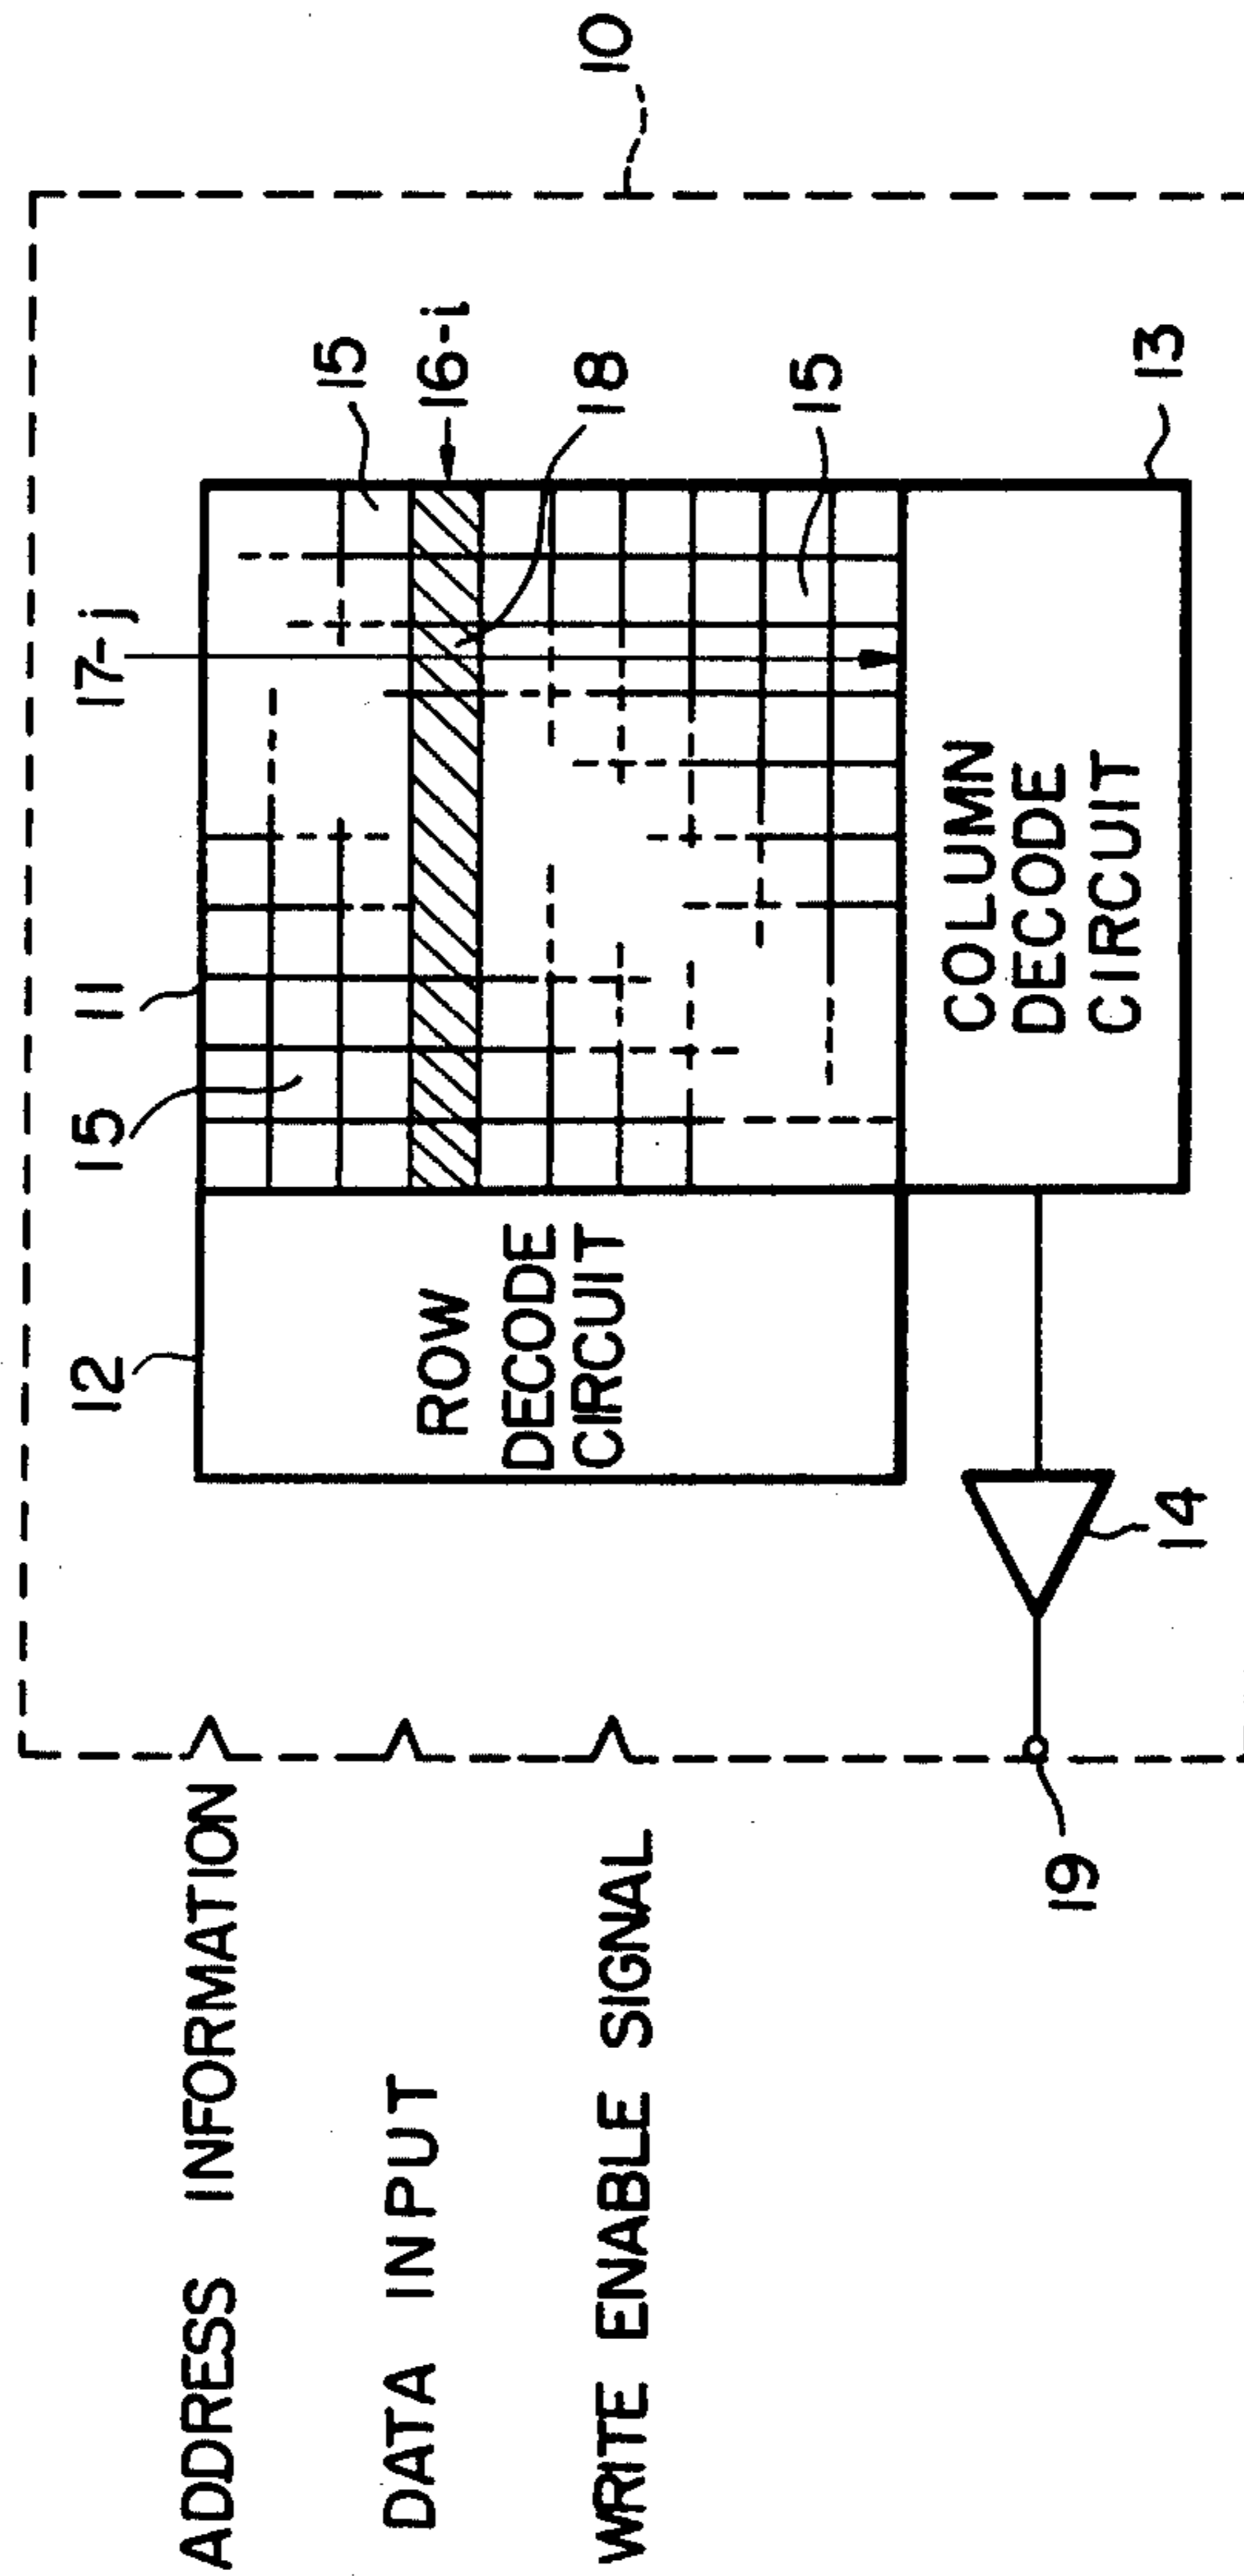 10
17-j
15
11
15
12
15
16-i
18
15
ROW
DECODE
CIRCUIT
COLUMN
DECODE
CIRCUIT
13
14
19
ADDRESS INFORMATION
DATA INPUT
WRITE ENABLE SIGNAL